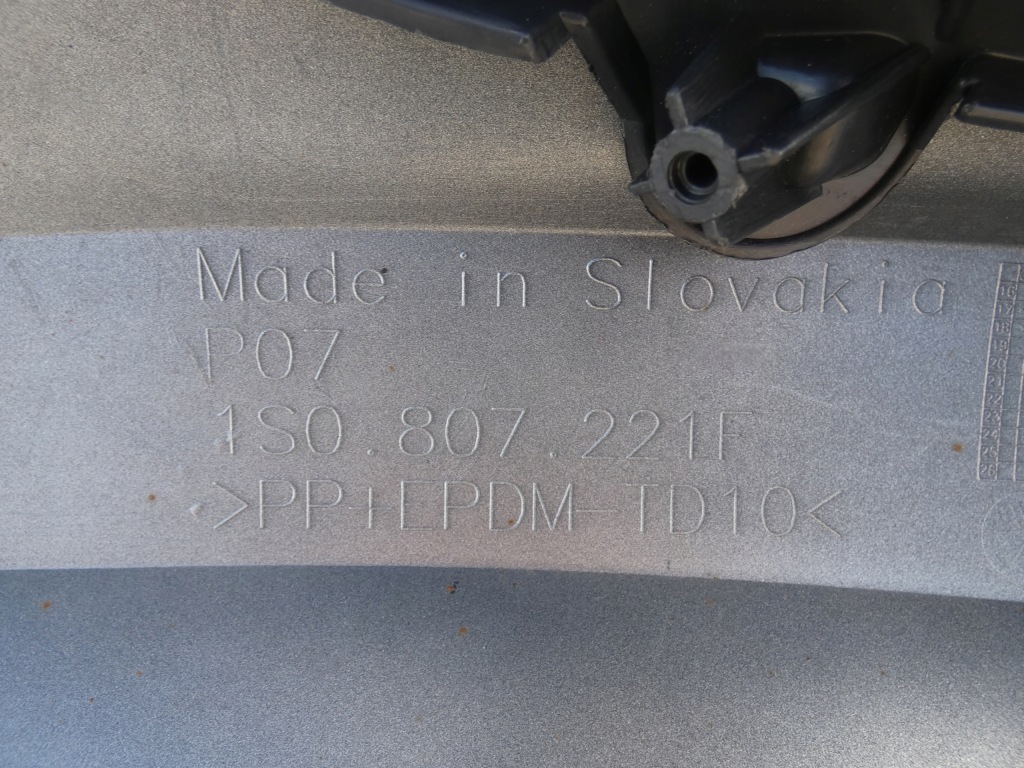 Made in Slovakia
P07
1S0.807.221F
>PP+EPDM-TD10<